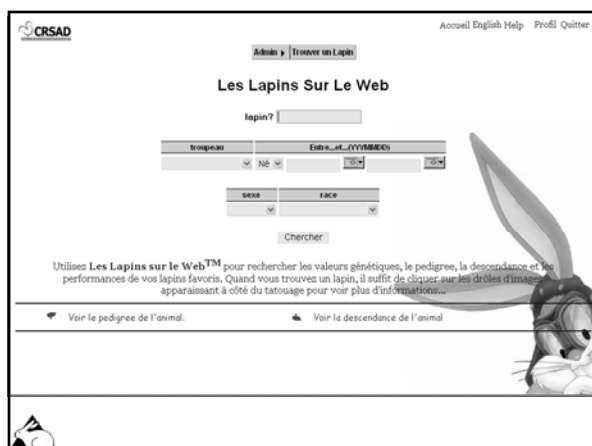 CRSAD
Accueil English Help Profil Quitter
Admin Trouver un Lapin
Les Lapins Sur Le Web
lapin?
troupeau Entre...et...(YYYMMDD)
Né
sexe race
Chercher
Utilisez Les Lapins sur le Web™ pour rechercher les valeurs génétiques, le pedigree, la descendance et les
performances de vos lapins favoris. Quand vous trouvez un lapin, il suffit de cliquer sur les drôles d'images
apparaissant à côté du tatouage pour voir plus d'informations...
Voir le pedigree de l'animal. Voir la descendance de l'animal